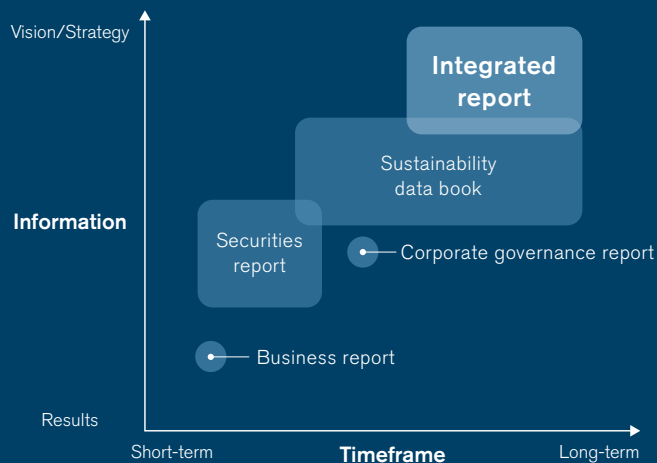 Vision/Strategy
Integrated
report
Sustainability
data book
Information
Securities
report
Corporate governance report
Business report
Results
Short-term
Timeframe
Long-term